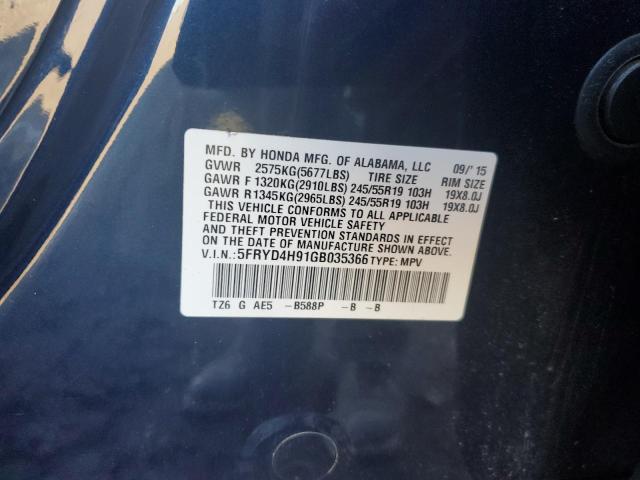 MFD. BY HONDA MFG. OF ALABAMA, LLC 09/'15
GVWR 2575KG(5677LBS) TIRE SIZE RIM SIZE
GAWR F 1320KG(2910LBS) 245/55R19 103H 19X8.0J
GAWR R1345KG(2965LBS) 245/55R19 103H 19X8.0J
THIS VEHICLE CONFORMS TO ALL APPLICABLE
FEDERAL MOTOR VEHICLE SAFETY
AND THEFT PREVENTION STANDARDS IN EFFECT
ON THE DATE OF MANUFACTURE SHOWN ABOVE.
V.I.N.:5FRYD4H91GB035366 TYPE: MPV
TZ6 G AE5 –B588P –B –B